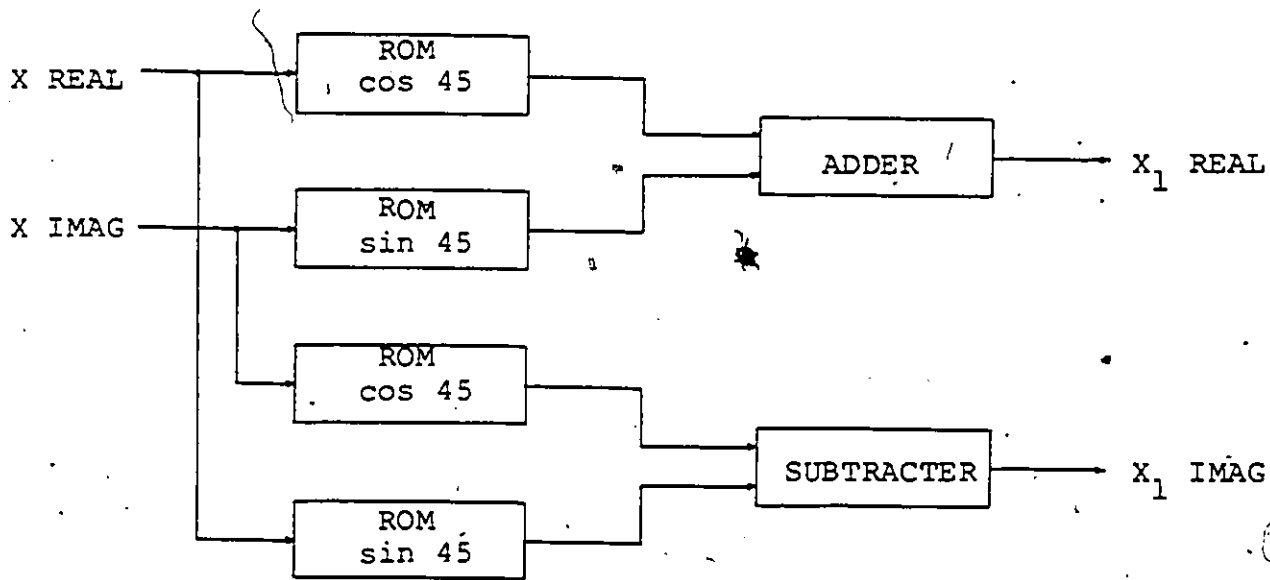 X REAL
ROM
cos 45
ADDER
X₁ REAL
X IMAG
ROM
sin 45
ROM
cos 45
SUBTRACTER
X₁ IMAG
ROM
sin 45